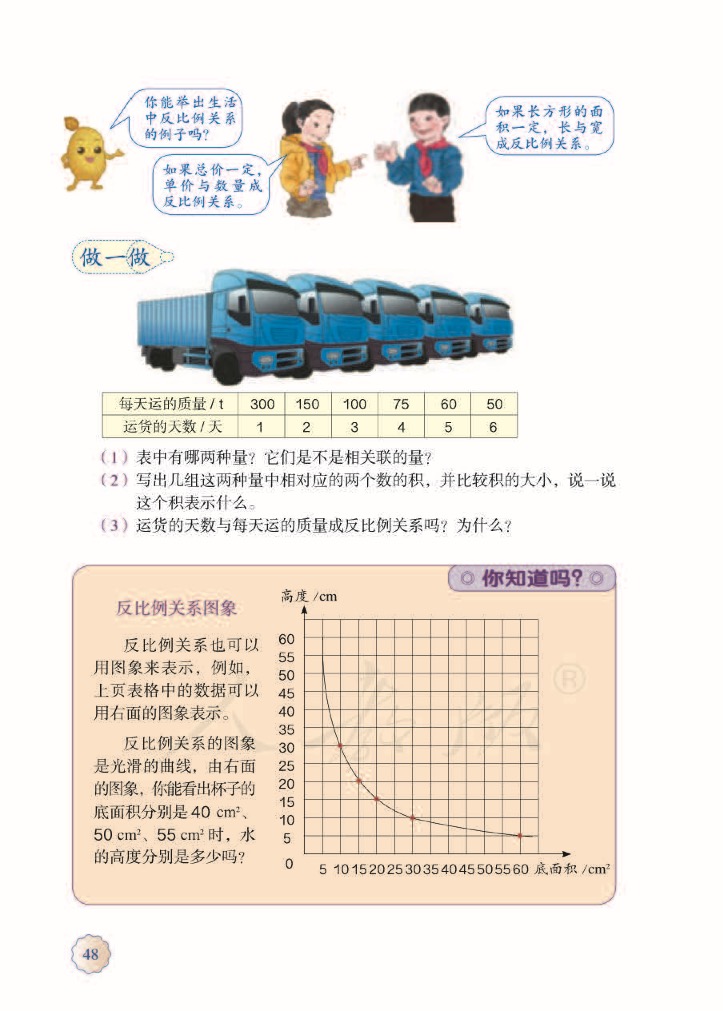 你能举出生活
中反比例关系
的例子吗?
如果总价一定,
单价与数量成
反比例关系。
如果长方形的面
积一定,长与宽
成反比例关系。
做一做
每天运的质量/t 300 150 100 75 60 50
运货的天数/天 1 2 3 4 5 6
(1) 表中有哪两种量?它们是不是相关联的量?
(2) 写出几组这两种量中相对应的两个数的积,并比较积的大小,说一说
这个积表示什么。
(3) 运货的天数与每天运的质量成反比例关系吗?为什么?
◎ 你知道吗? ◎
反比例关系图象
反比例关系也可以
用图象来表示,例如,
上页表格中的数据可以
用右面的图象表示。
反比例关系的图象
是光滑的曲线,由右面
的图象,你能看出杯子的
底面积分别是 40 cm²、
50 cm²、55 cm² 时,水
的高度分别是多少吗?
高度/cm
60
55
50
45
40
35
30
25
20
15
10
5
0
5 10 15 20 25 30 35 40 45 50 55 60 底面积/cm²
人教版®
48